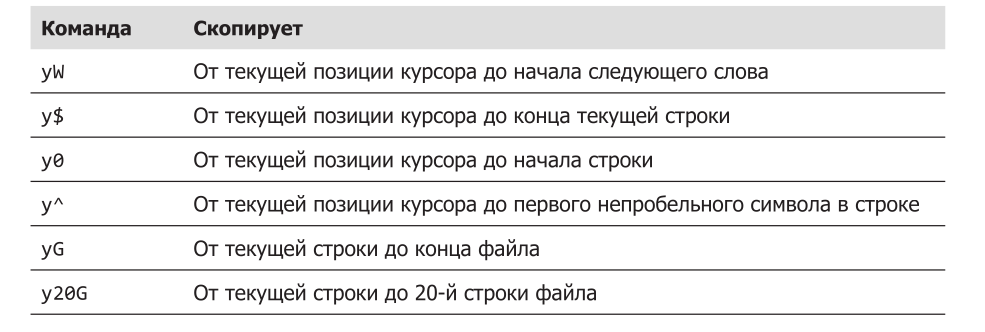 Команда Скопирует
yW От текущей позиции курсора до начала следующего слова
y$ От текущей позиции курсора до конца текущей строки
y0 От текущей позиции курсора до начала строки
y^ От текущей позиции курсора до первого непробельного символа в строке
yG От текущей строки до конца файла
y20G От текущей строки до 20-й строки файла